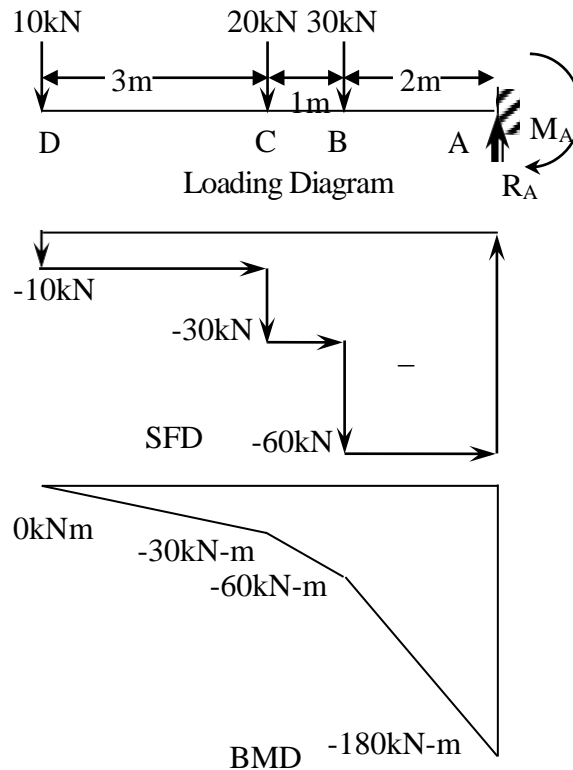 10kN 20kN 30kN
3m 1m 2m
D C B A M_A
Loading Diagram R_A
-10kN
-30kN
–
SFD -60kN
0kNm
-30kN-m
-60kN-m
-180kN-m
BMD